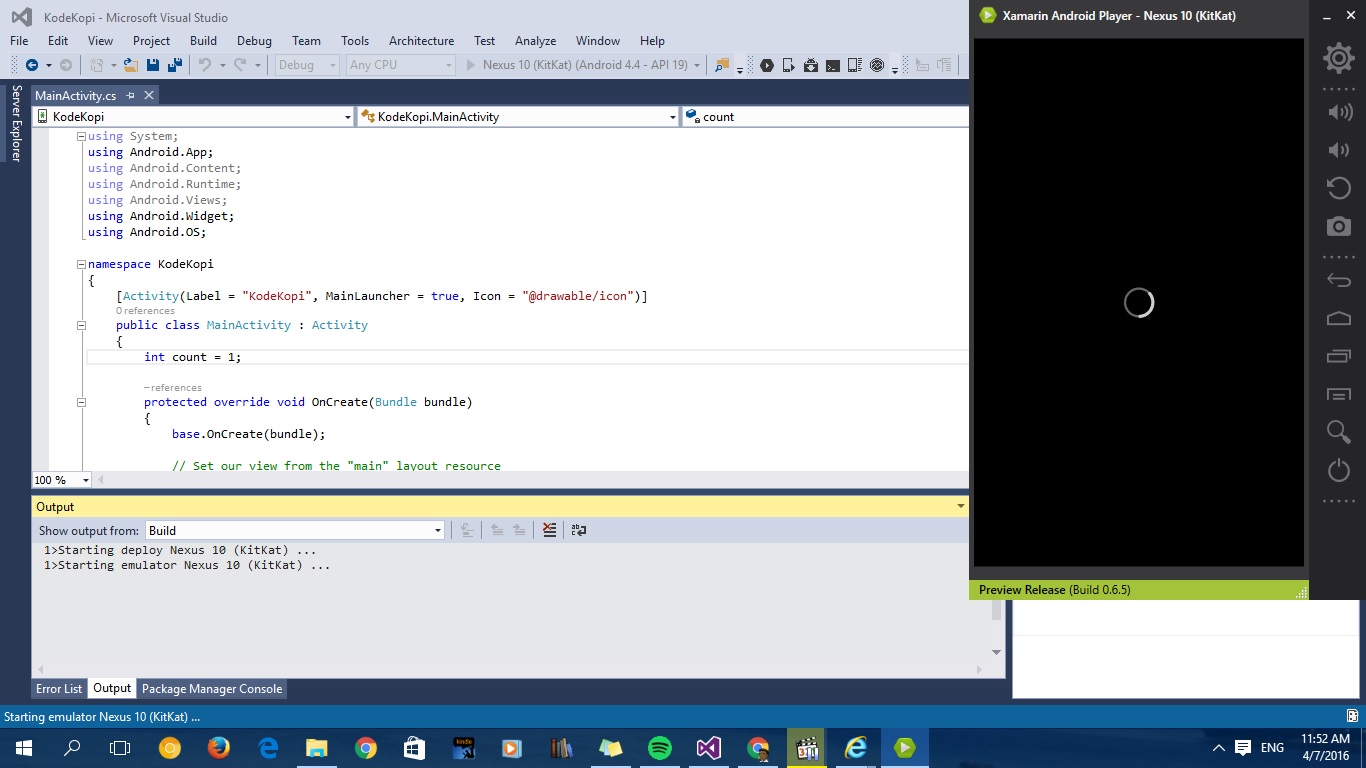 KodeKopi - Microsoft Visual Studio
File Edit View Project Build Debug Team Tools Architecture Test Analyze Window Help
Debug Any CPU Nexus 10 (KitKat) (Android 4.4 - API 19)
Server Explorer
MainActivity.cs
KodeKopi KodeKopi.MainActivity count
using System;
using Android.App;
using Android.Content;
using Android.Runtime;
using Android.Views;
using Android.Widget;
using Android.OS;
namespace KodeKopi
{
[Activity(Label = "KodeKopi", MainLauncher = true, Icon = "@drawable/icon")]
0 references
public class MainActivity : Activity
{
int count = 1;
– references
protected override void OnCreate(Bundle bundle)
{
base.OnCreate(bundle);
// Set our view from the "main" layout resource
100 %
Output
Show output from: Build
1>Starting deploy Nexus 10 (KitKat) ...
1>Starting emulator Nexus 10 (KitKat) ...
Error List Output Package Manager Console
Starting emulator Nexus 10 (KitKat) ...
Xamarin Android Player - Nexus 10 (KitKat)
Preview Release (Build 0.6.5)
kindle
ENG
11:52 AM
4/7/2016